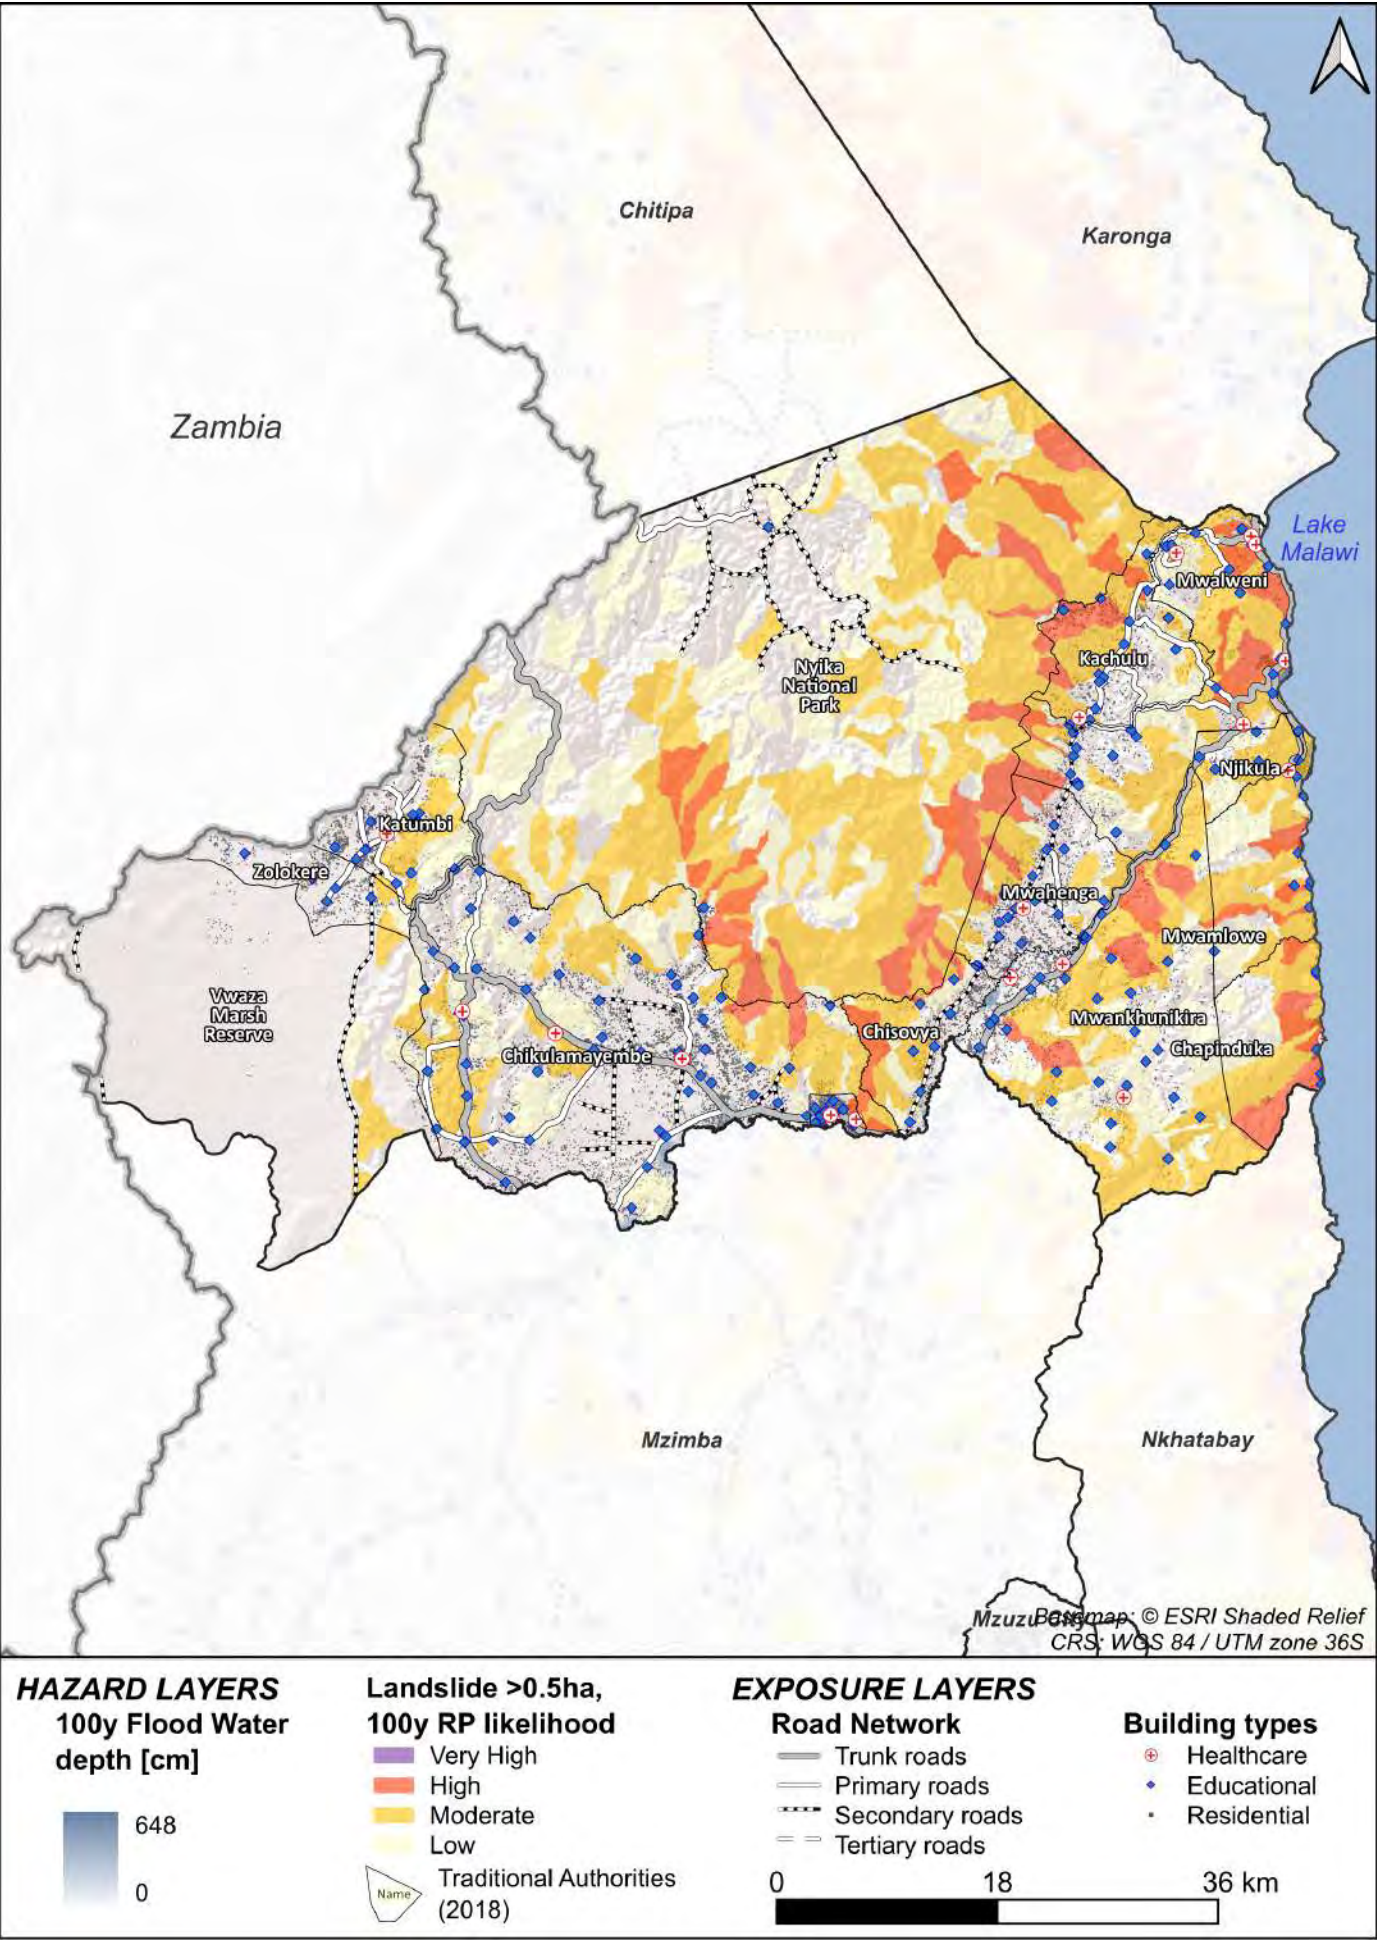 Chitipa
Karonga
Zambia
Lake
Malawi
Mwalweni
Kachulu
Nyika
National
Park
Njikula
Katumbi
Zolokere
Mwahenga
Mwamlowe
Vwaza
Marsh
Reserve
Mwankhunikira
Chisovya
Chapinduka
Chikulamayembe
Mzimba
Nkhatabay
Mzuzu City
Basemap: © ESRI Shaded Relief
CRS: WGS 84 / UTM zone 36S
HAZARD LAYERS
100y Flood Water
depth [cm]
648
0
Landslide >0.5ha,
100y RP likelihood
Very High
High
Moderate
Low
Name
Traditional Authorities
(2018)
EXPOSURE LAYERS
Road Network
Trunk roads
Primary roads
Secondary roads
Tertiary roads
Building types
Healthcare
Educational
Residential
0 18 36 km